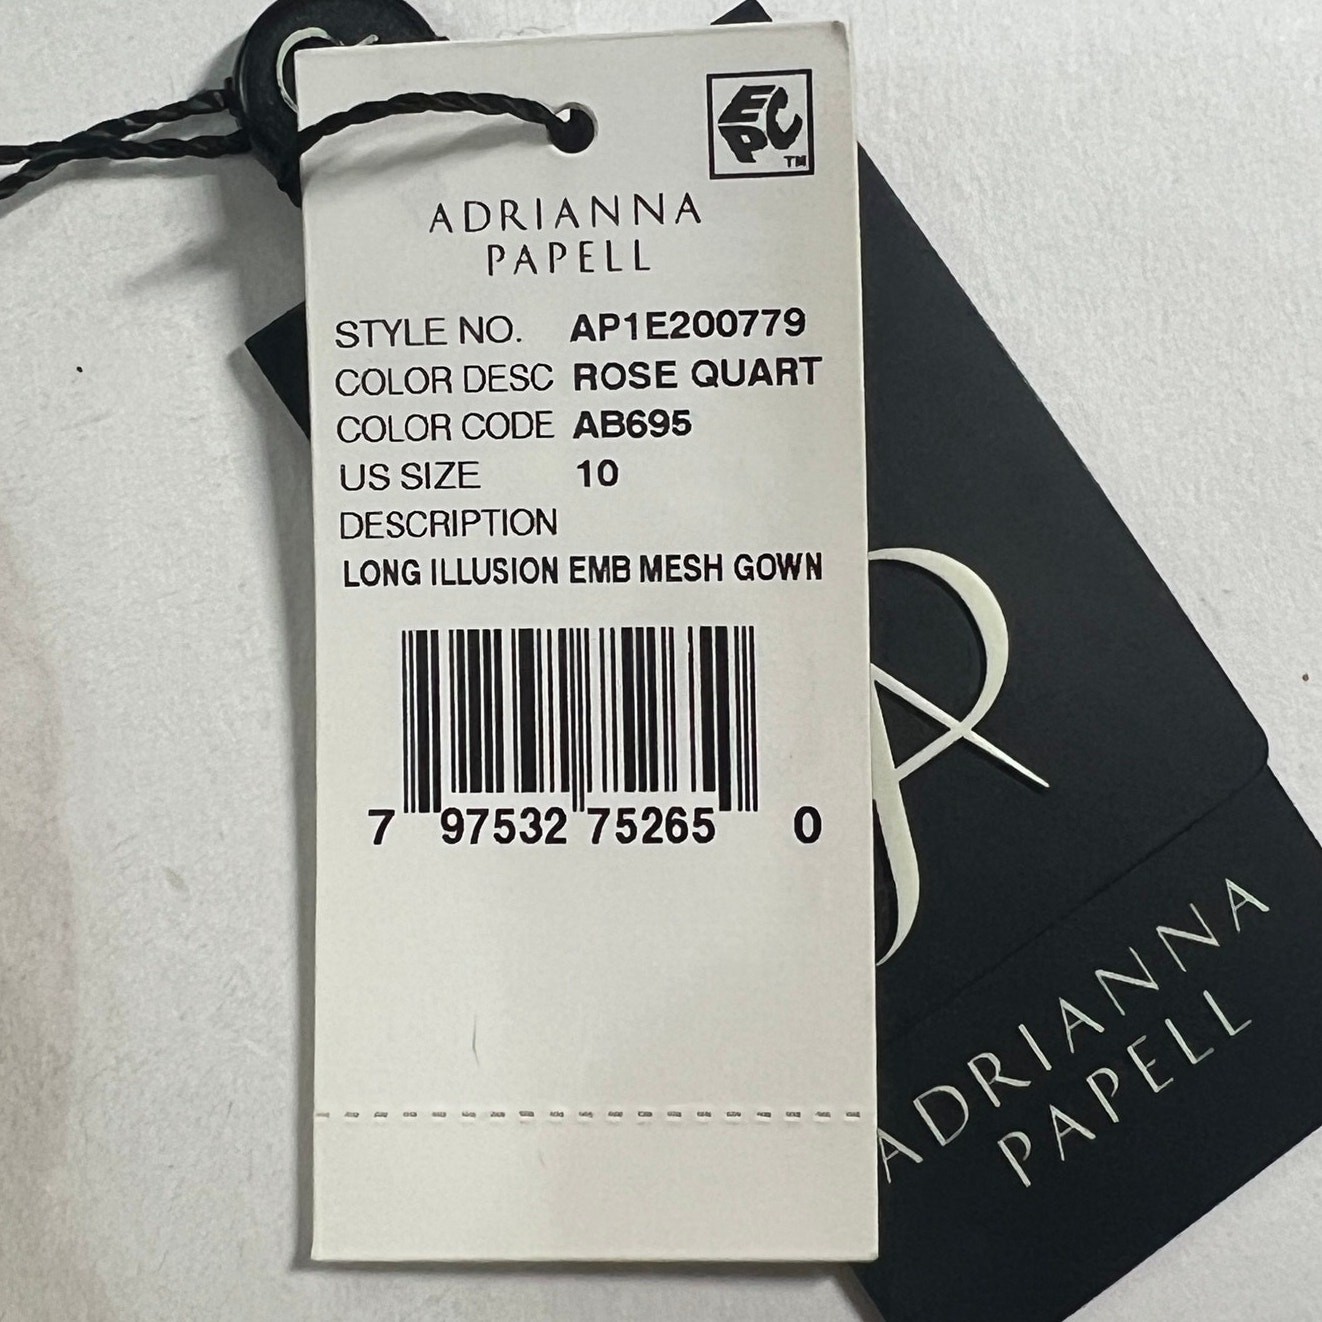 EPC
TM
ADRIANNA
PAPELL
STYLE NO. AP1E200779
COLOR DESC ROSE QUART
COLOR CODE AB695
US SIZE 10
DESCRIPTION
LONG ILLUSION EMB MESH GOWN
7 97532 75265 0
AP
ADRIANNA
PAPELL